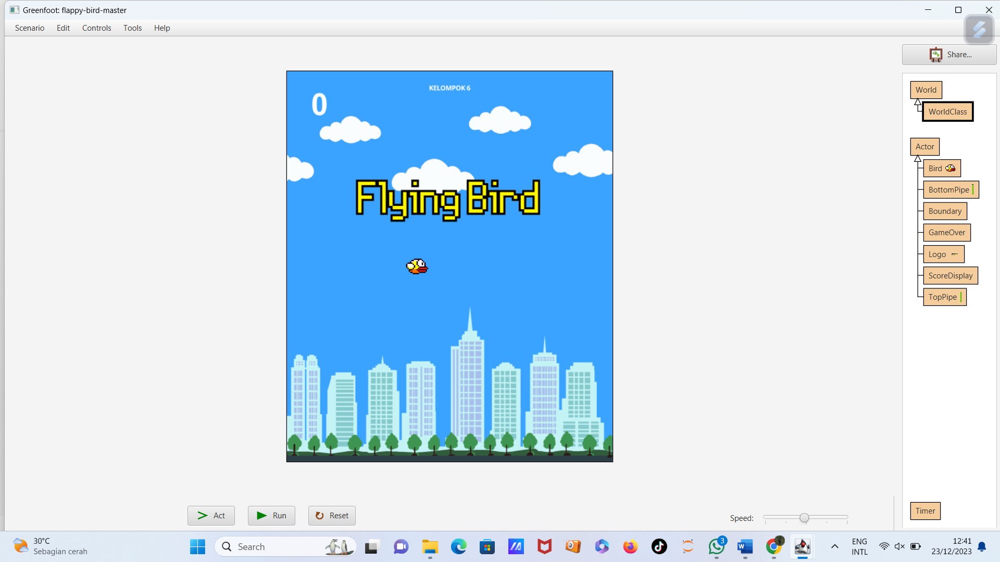 Greenfoot: flappy-bird-master
Scenario Edit Controls Tools Help
Share...
KELOMPOK 6
0
Flying Bird
World
WorldClass
Actor
Bird
BottomPipe
Boundary
GameOver
Logo
ScoreDisplay
TopPipe
Timer
Act Run Reset Speed:
30°C
Sebagian cerah
Search
3
ENG
INTL
12:41
23/12/2023